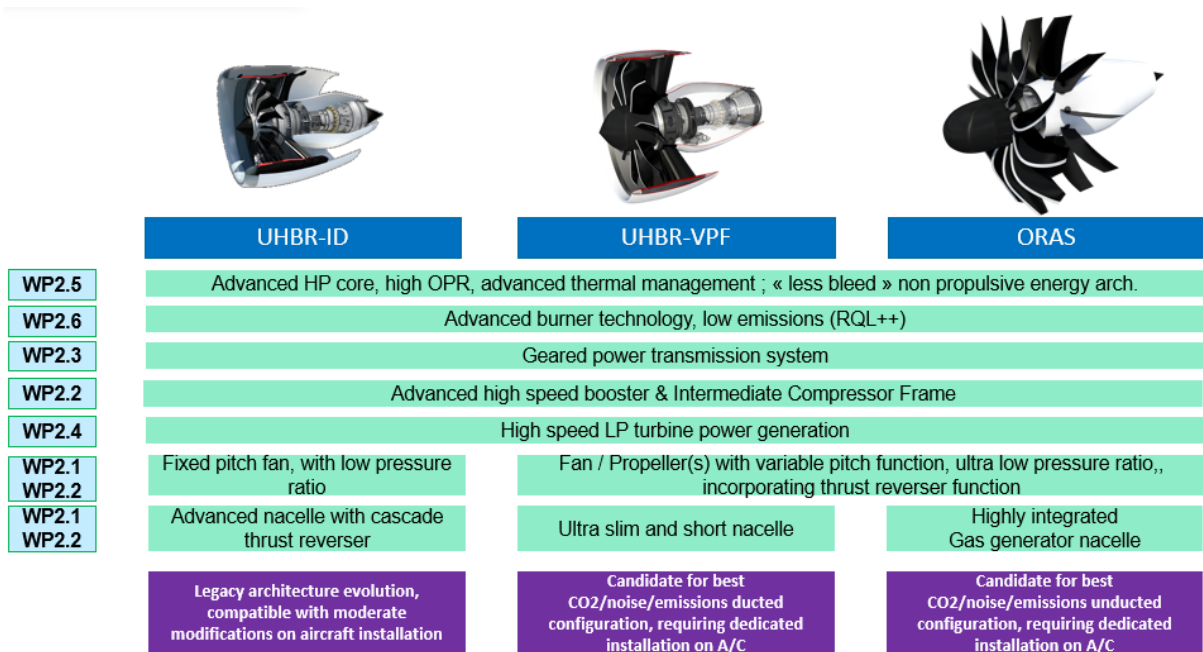 UHBR-ID
UHBR-VPF
ORAS
WP2.5
Advanced HP core, high OPR, advanced thermal management ; « less bleed » non propulsive energy arch.
WP2.6
Advanced burner technology, low emissions (RQL++)
WP2.3
Geared power transmission system
WP2.2
Advanced high speed booster & Intermediate Compressor Frame
WP2.4
High speed LP turbine power generation
WP2.1
WP2.2
Fixed pitch fan, with low pressure
ratio
Fan / Propeller(s) with variable pitch function, ultra low pressure ratio,,
incorporating thrust reverser function
WP2.1
WP2.2
Advanced nacelle with cascade
thrust reverser
Ultra slim and short nacelle
Highly integrated
Gas generator nacelle
Legacy architecture evolution,
compatible with moderate
modifications on aircraft installation
Candidate for best
CO2/noise/emissions ducted
configuration, requiring dedicated
installation on A/C
Candidate for best
CO2/noise/emissions unducted
configuration, requiring dedicated
installation on A/C